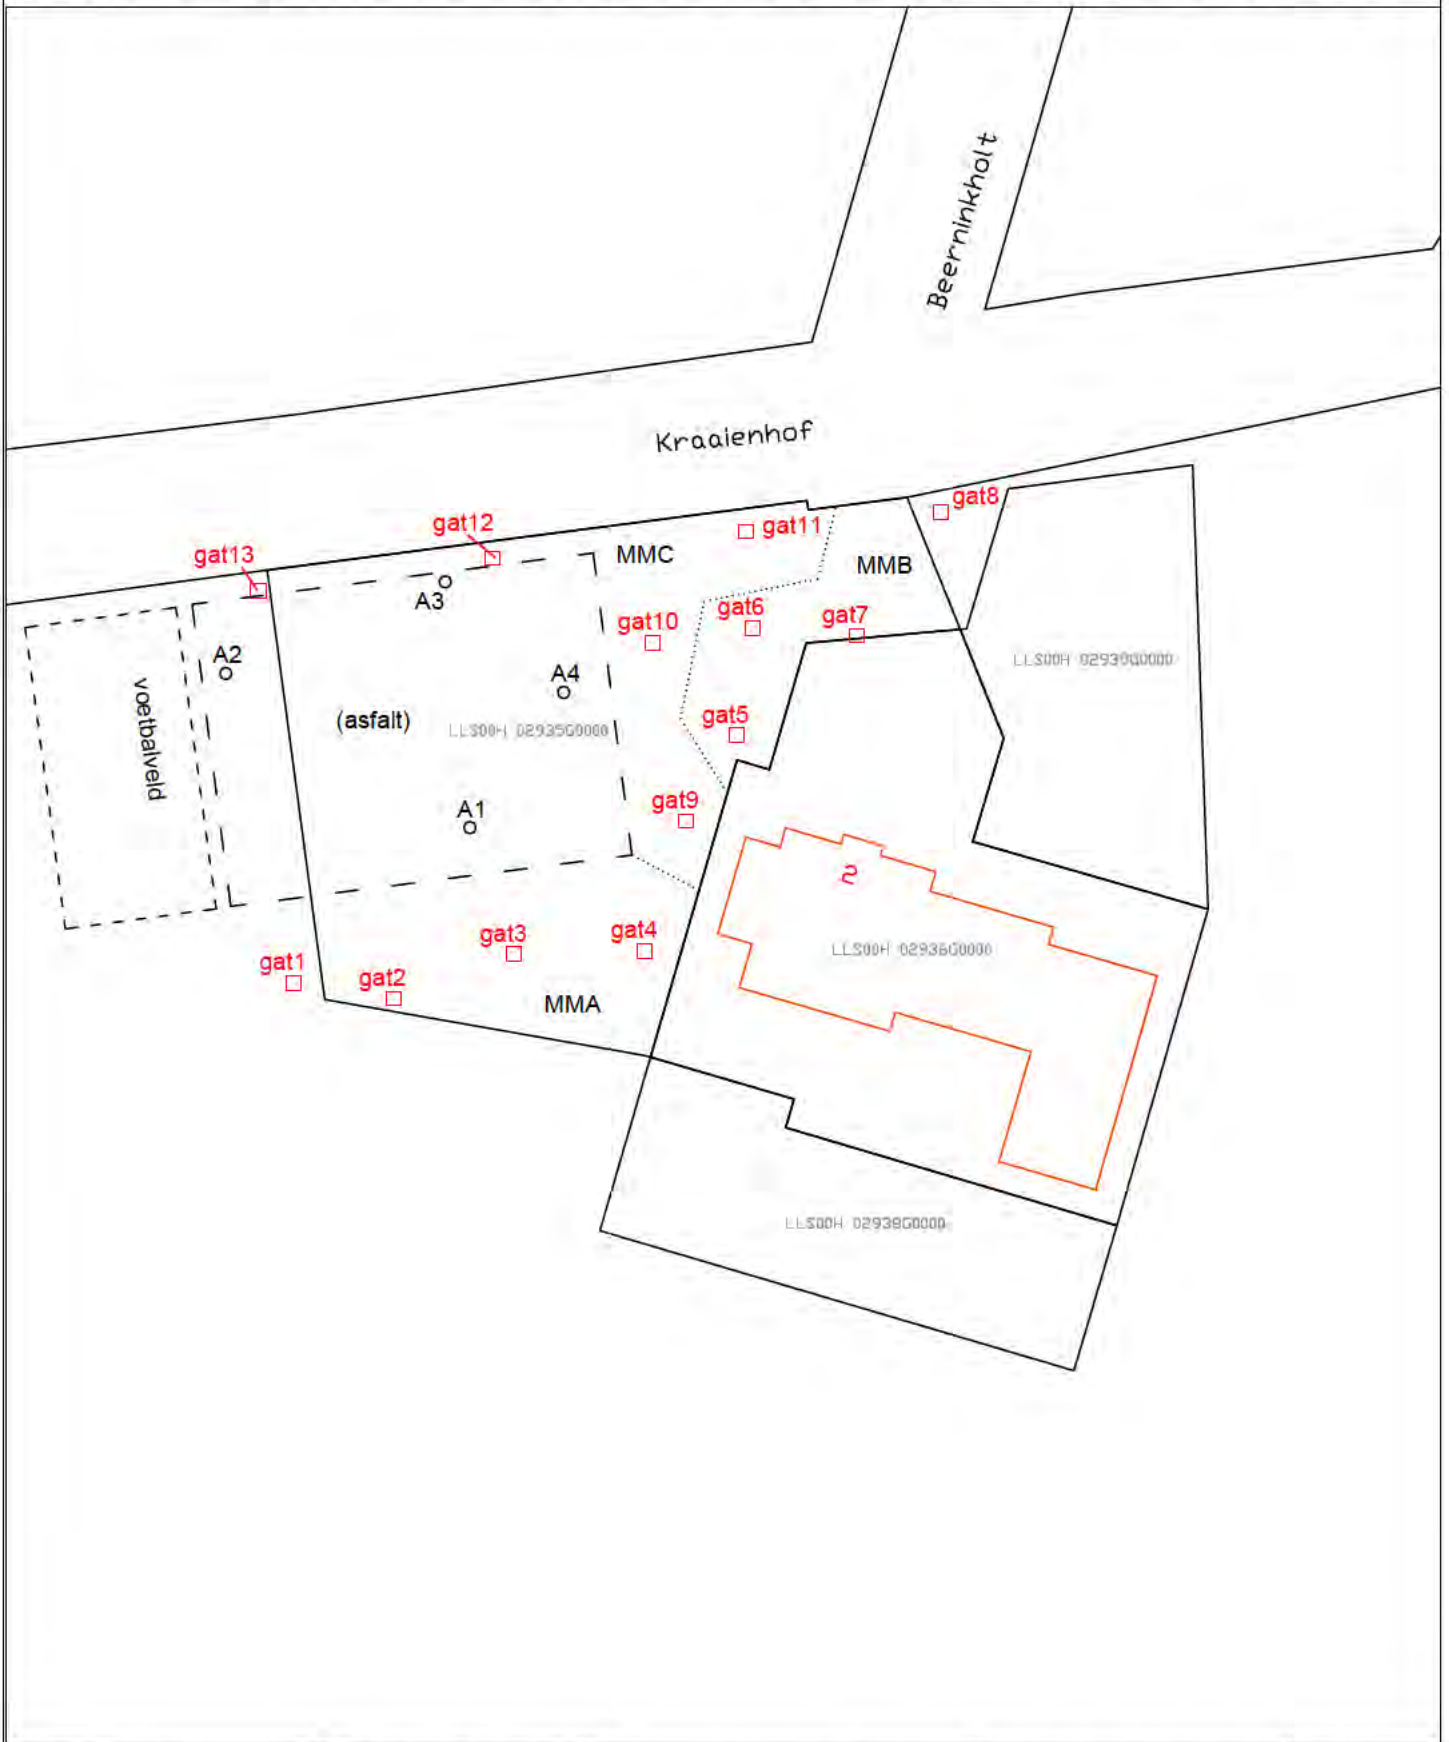 Beerninkholt
Kraaienhof
gat8
gat12
gat11
gat13
MMC
MMB
A3
gat6
gat7
gat10
A2
LLS00H 02939G0000
A4
voetbalveld
(asfalt)
LLS00H 02935G0000
gat5
gat9
A1
2
gat3
gat4
LLS00H 02936G0000
gat1
gat2
MMA
LLS00H 02938G0000